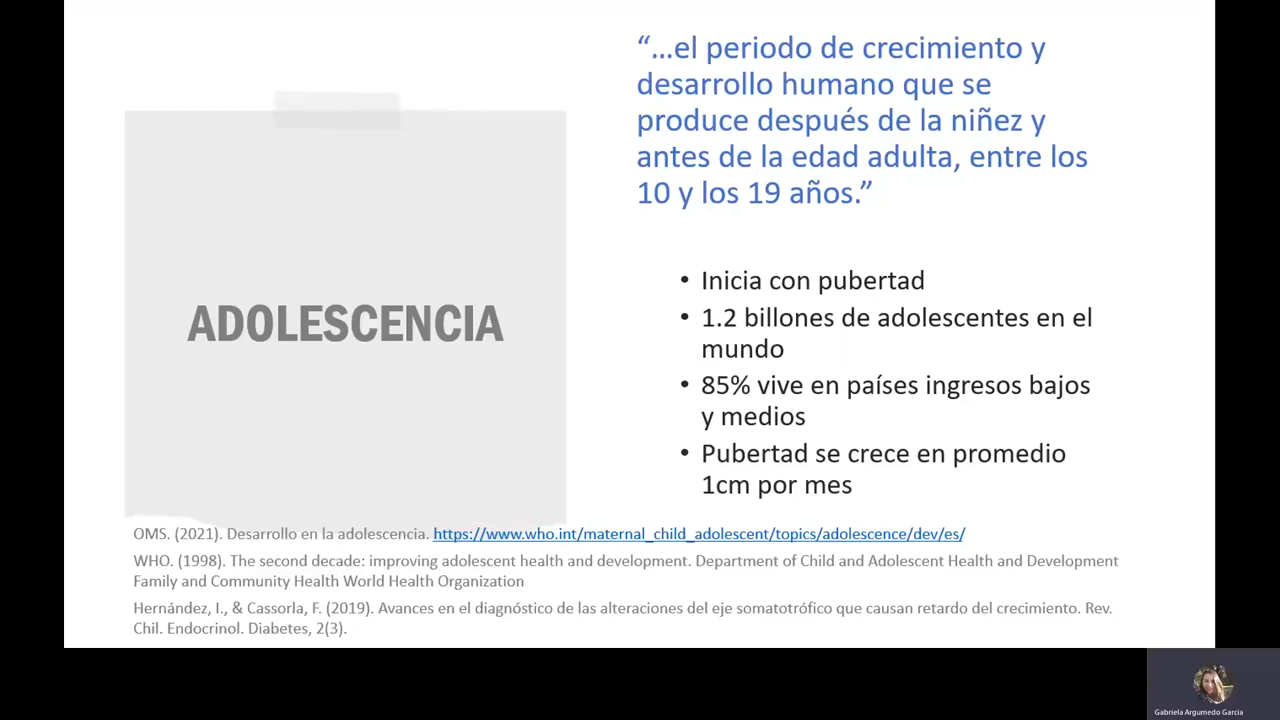 “…el periodo de crecimiento y
desarrollo humano que se
produce después de la niñez y
antes de la edad adulta, entre los
10 y los 19 años.”
ADOLESCENCIA
• Inicia con pubertad
• 1.2 billones de adolescentes en el
mundo
• 85% vive en países ingresos bajos
y medios
• Pubertad se crece en promedio
1cm por mes
OMS. (2021). Desarrollo en la adolescencia. https://www.who.int/maternal_child_adolescent/topics/adolescence/dev/es/
WHO. (1998). The second decade: improving adolescent health and development. Department of Child and Adolescent Health and Development
Family and Community Health World Health Organization
Hernández, I., & Cassorla, F. (2019). Avances en el diagnóstico de las alteraciones del eje somatotrófico que causan retardo del crecimiento. Rev.
Chil. Endocrinol. Diabetes, 2(3).
Gabriela Argumedo Garcia